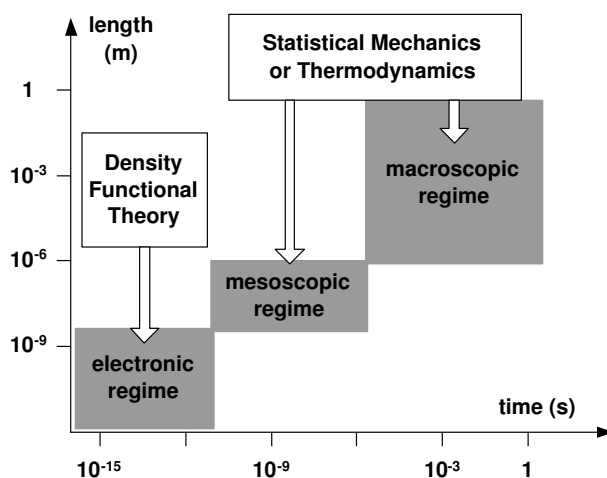 length
(m)
Statistical Mechanics
or Thermodynamics
1
Density
Functional
Theory
10⁻³
macroscopic
regime
10⁻⁶
mesoscopic
regime
10⁻⁹
electronic
regime
time (s)
10⁻¹⁵
10⁻⁹
10⁻³
1